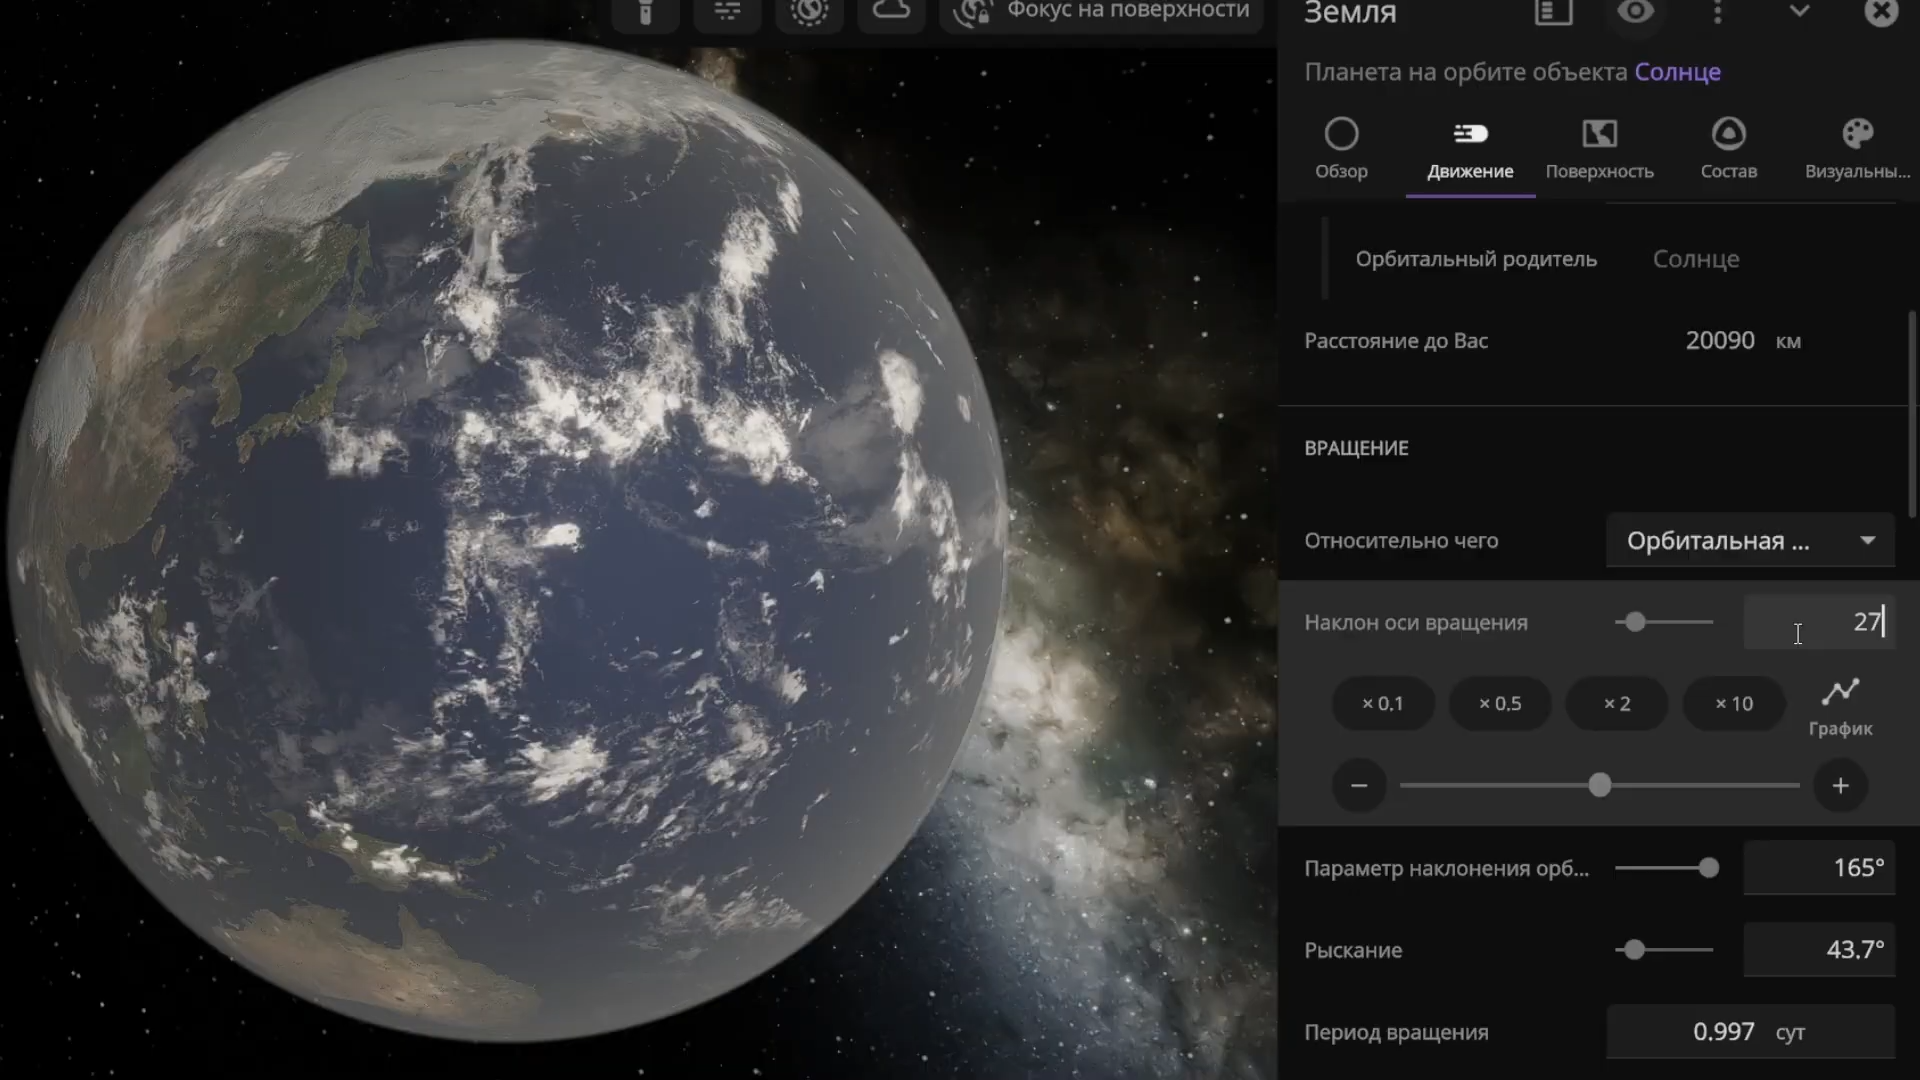 Фокус на поверхности
Земля
Планета на орбите объекта Солнце
Обзор
Движение
Поверхность
Состав
Визуальны...
Орбитальный родитель
Солнце
Расстояние до Вас
20090 км
ВРАЩЕНИЕ
Относительно чего
Орбитальная ...
Наклон оси вращения
27
× 0.1
× 0.5
× 2
× 10
График
Параметр наклонения орб...
165°
Рыскание
43.7°
Период вращения
0.997 сут